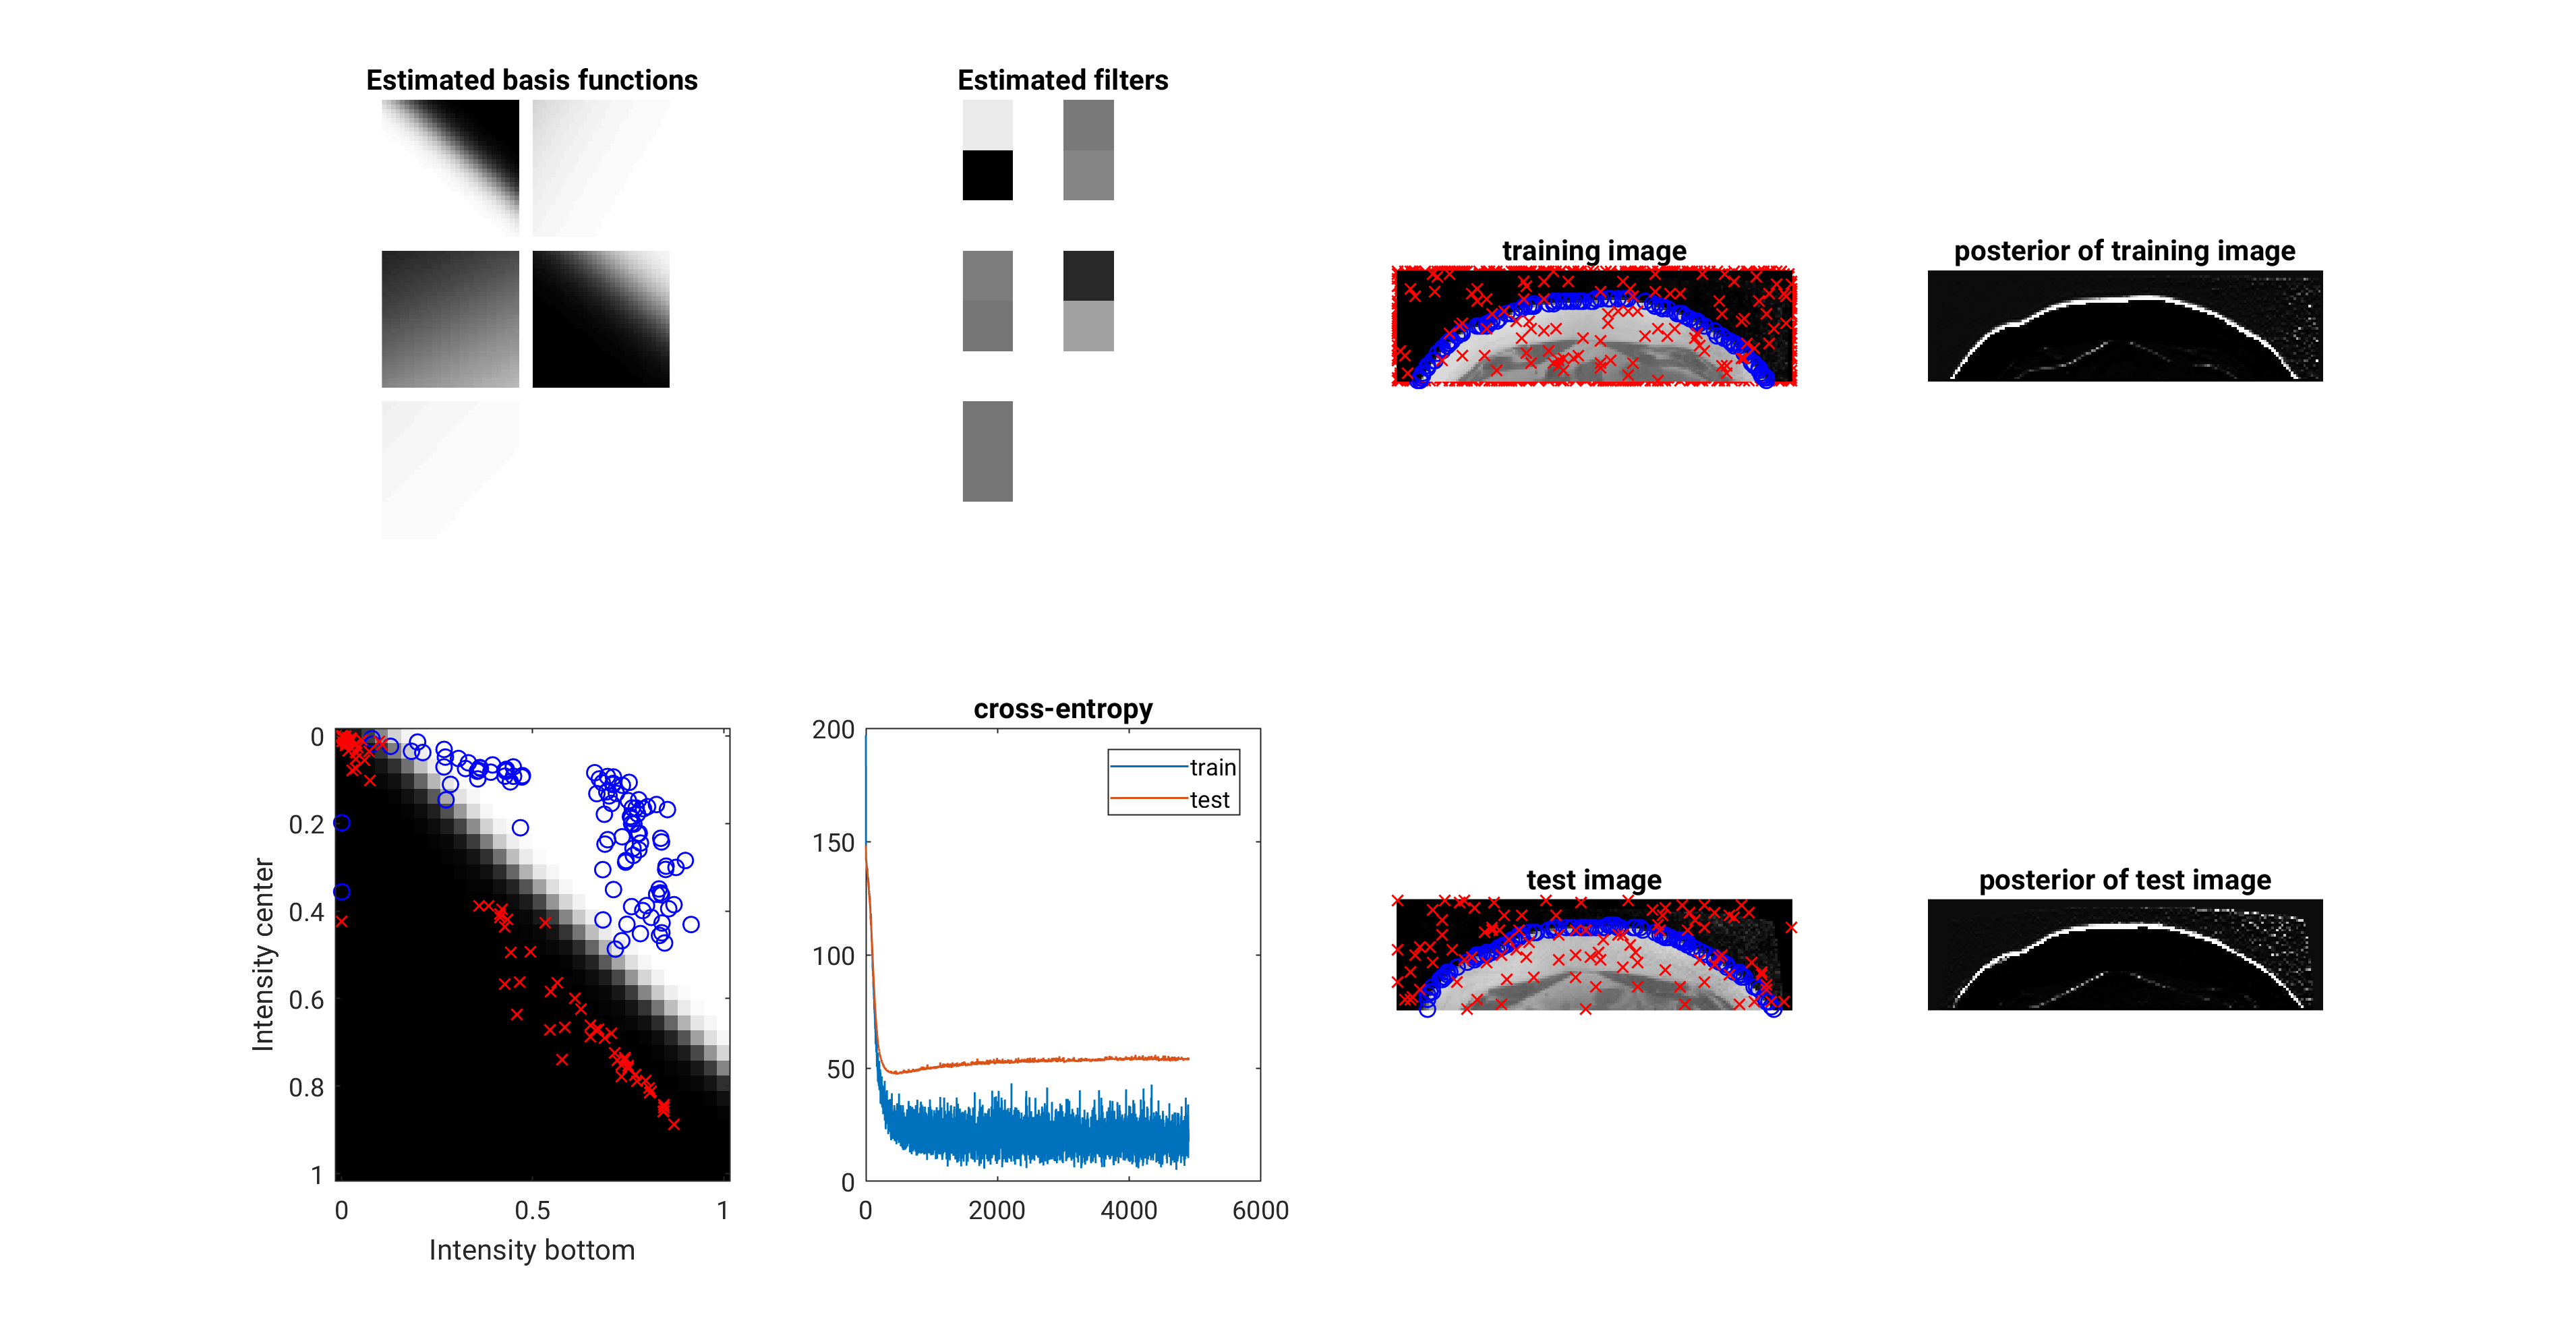 Estimated basis functions
Estimated filters
training image
posterior of training image
0
0.2
0.4
0.6
0.8
1
Intensity center
0
0.5
1
Intensity bottom
cross-entropy
200
150
100
50
0
train
test
0
2000
4000
6000
test image
posterior of test image